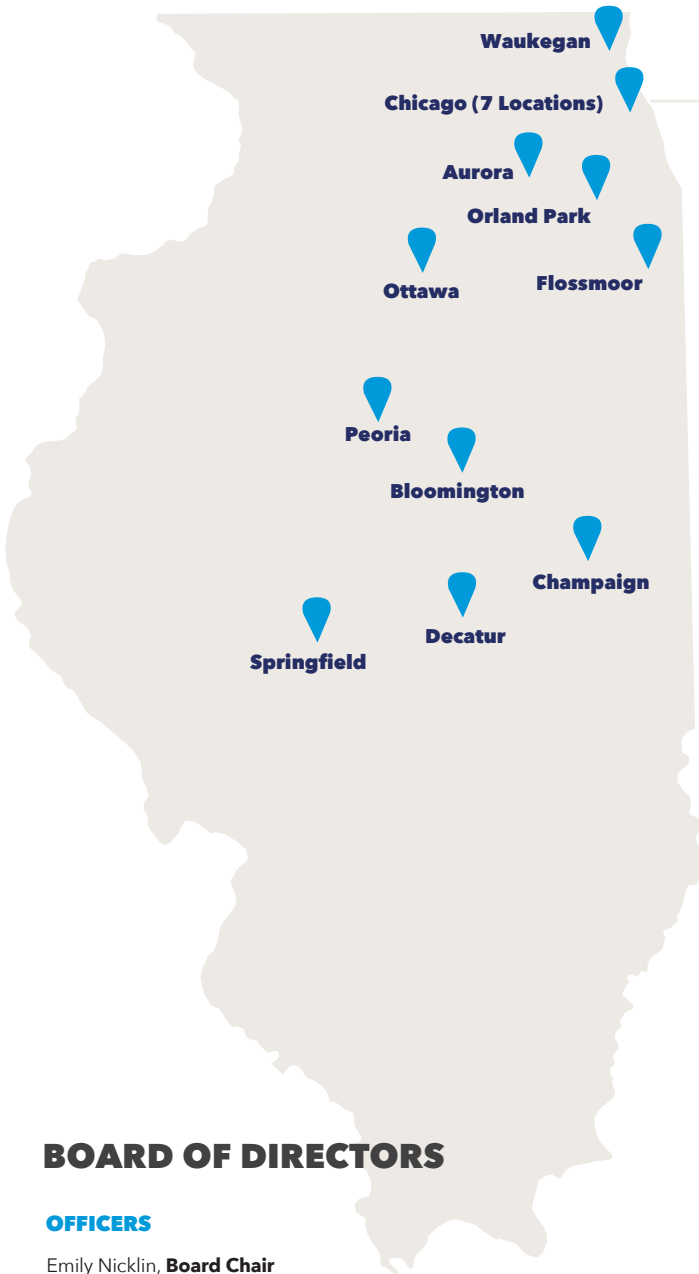 Waukegan
Chicago (7 Locations)
Aurora
Orland Park
Flossmoor
Ottawa
Peoria
Bloomington
Champaign
Decatur
Springfield
BOARD OF DIRECTORS
OFFICERS
Emily Nicklin, Board Chair